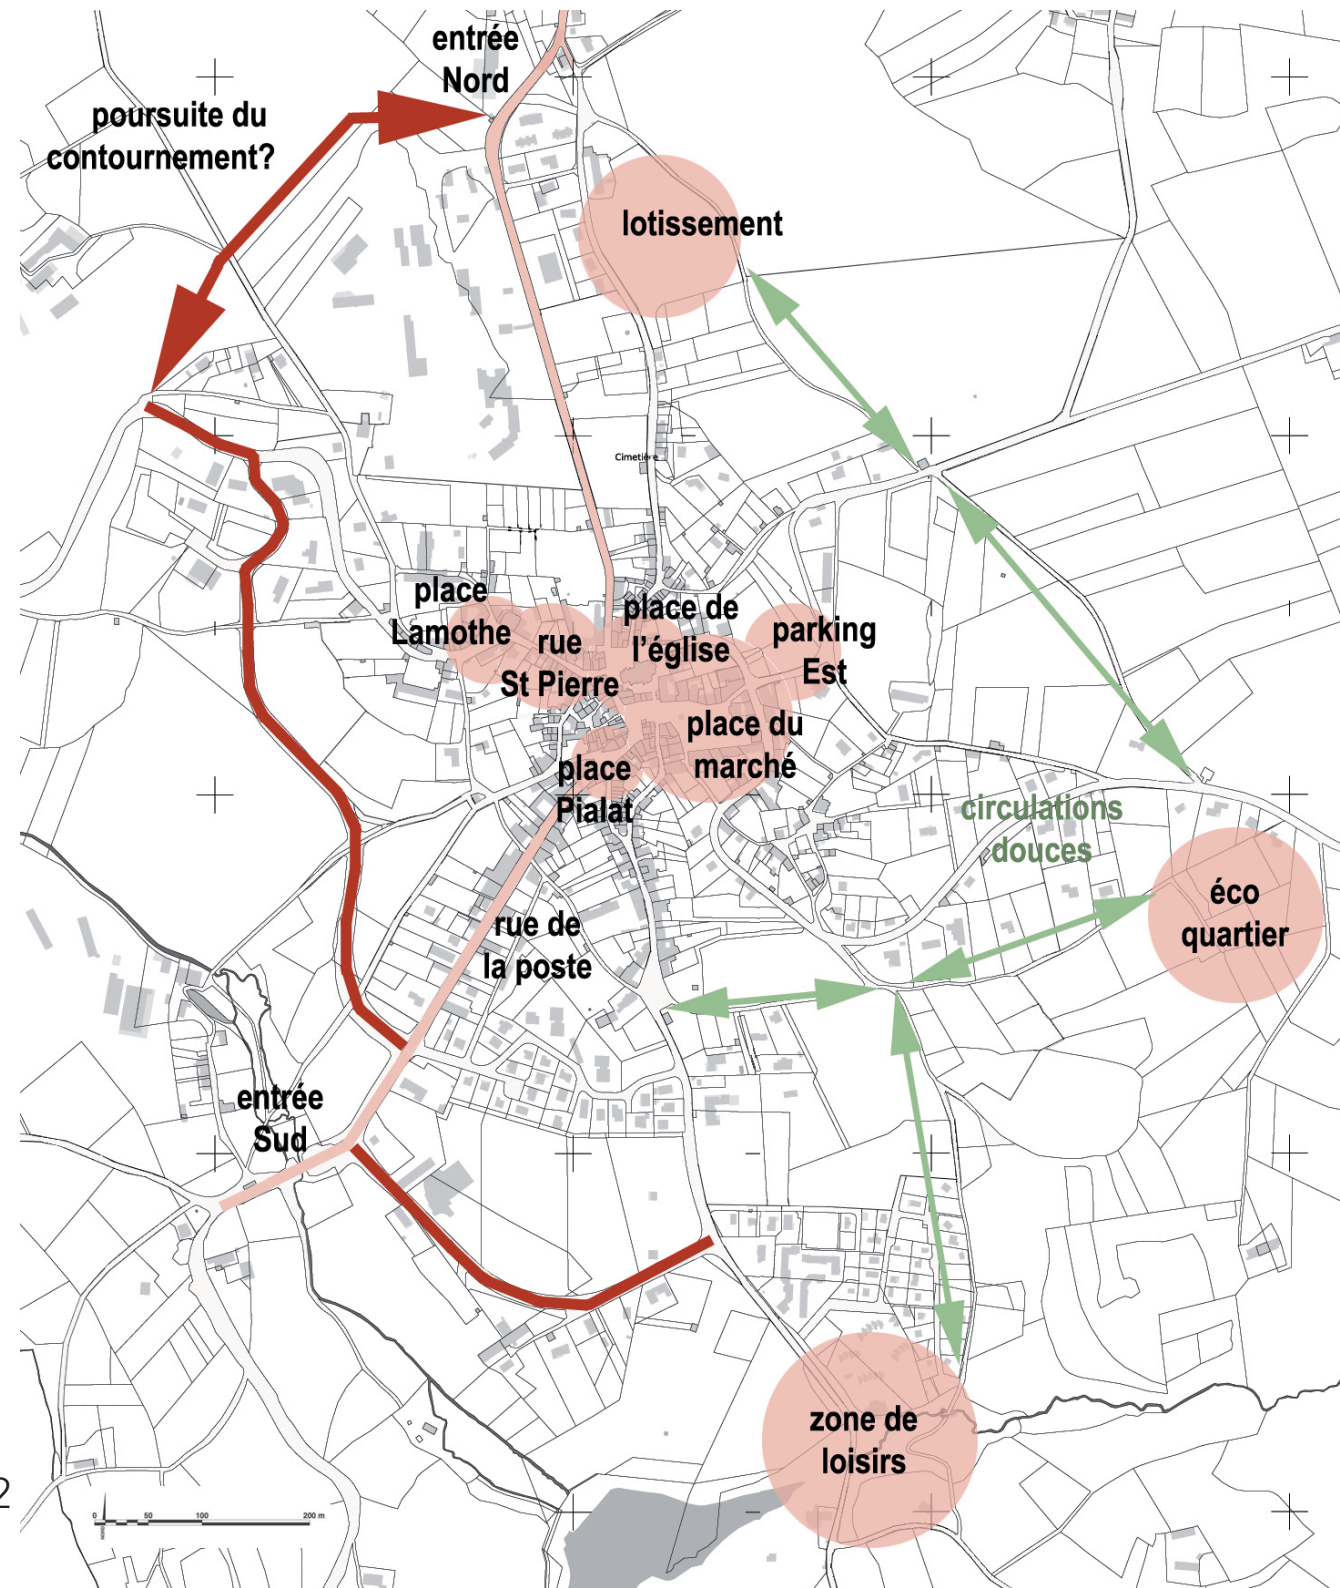 entrée
Nord
poursuite du
contournement?
lotissement
Cimetière
place
Lamothe
rue
St Pierre
place de
l'église
parking
Est
place du
marché
place
Pialat
circulations
douces
éco
quartier
rue de
la poste
entrée
Sud
zone de
loisirs
2
0 50 100 200 m
NORD